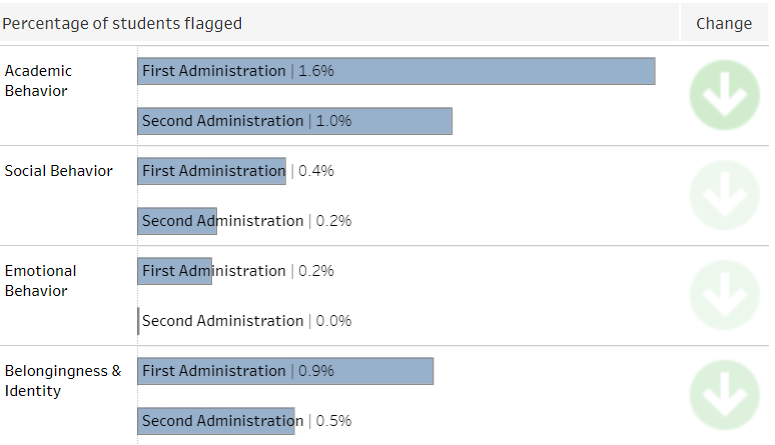 Percentage of students flagged Change
Academic
Behavior
First Administration | 1.6%
Second Administration | 1.0%
Social Behavior
First Administration | 0.4%
Second Administration | 0.2%
Emotional
Behavior
First Administration | 0.2%
Second Administration | 0.0%
Belongingness &
Identity
First Administration | 0.9%
Second Administration | 0.5%